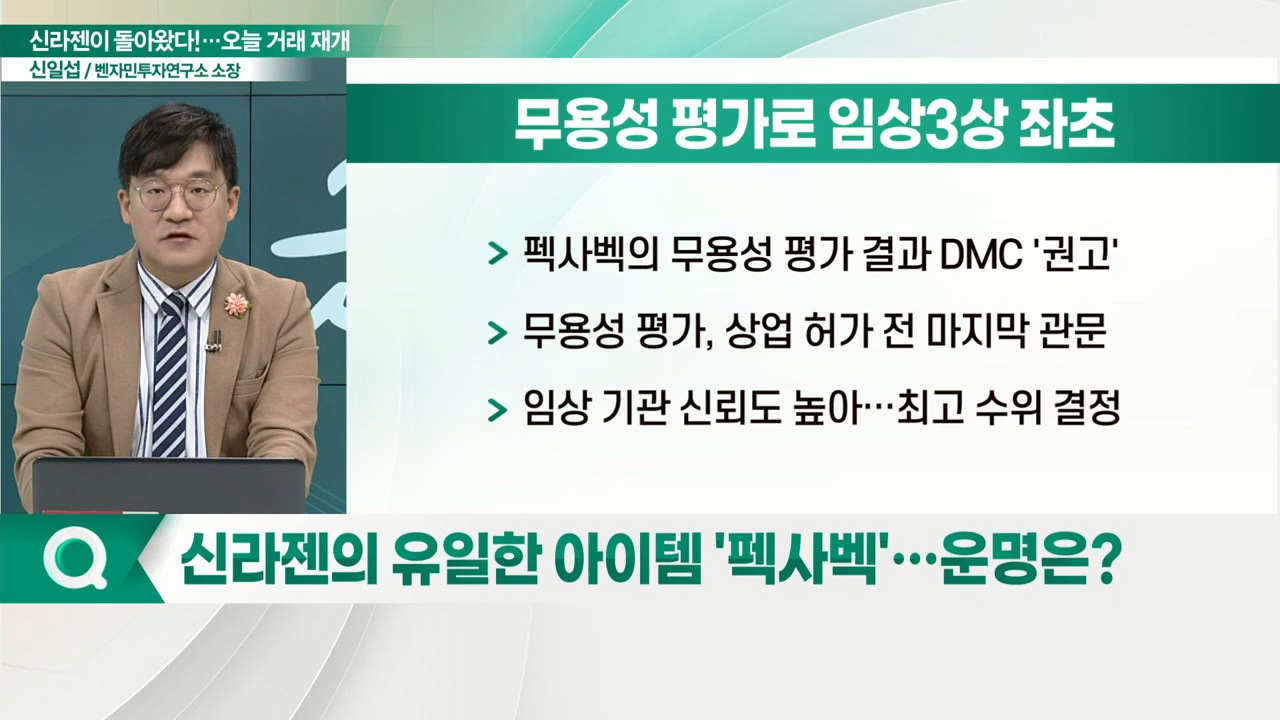 신라젠이 돌아왔다!…오늘 거래 재개
신일섭 / 벤자민투자연구소 소장
무용성 평가로 임상3상 좌초
> 펙사벡의 무용성 평가 결과 DMC '권고'
> 무용성 평가, 상업 허가 전 마지막 관문
> 임상 기관 신뢰도 높아…최고 수위 결정
Q 신라젠의 유일한 아이템 '펙사벡'…운명은?